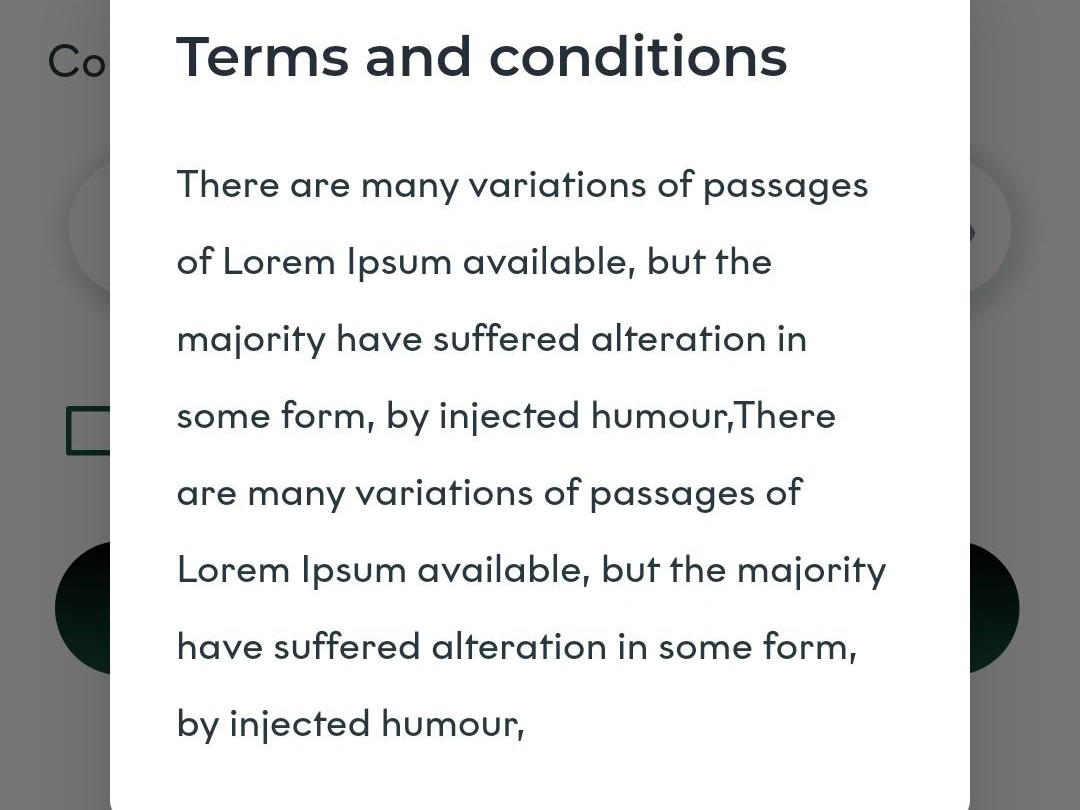 Terms and conditions
There are many variations of passages
of Lorem Ipsum available, but the
majority have suffered alteration in
some form, by injected humour,There
are many variations of passages of
Lorem Ipsum available, but the majority
have suffered alteration in some form,
by injected humour,